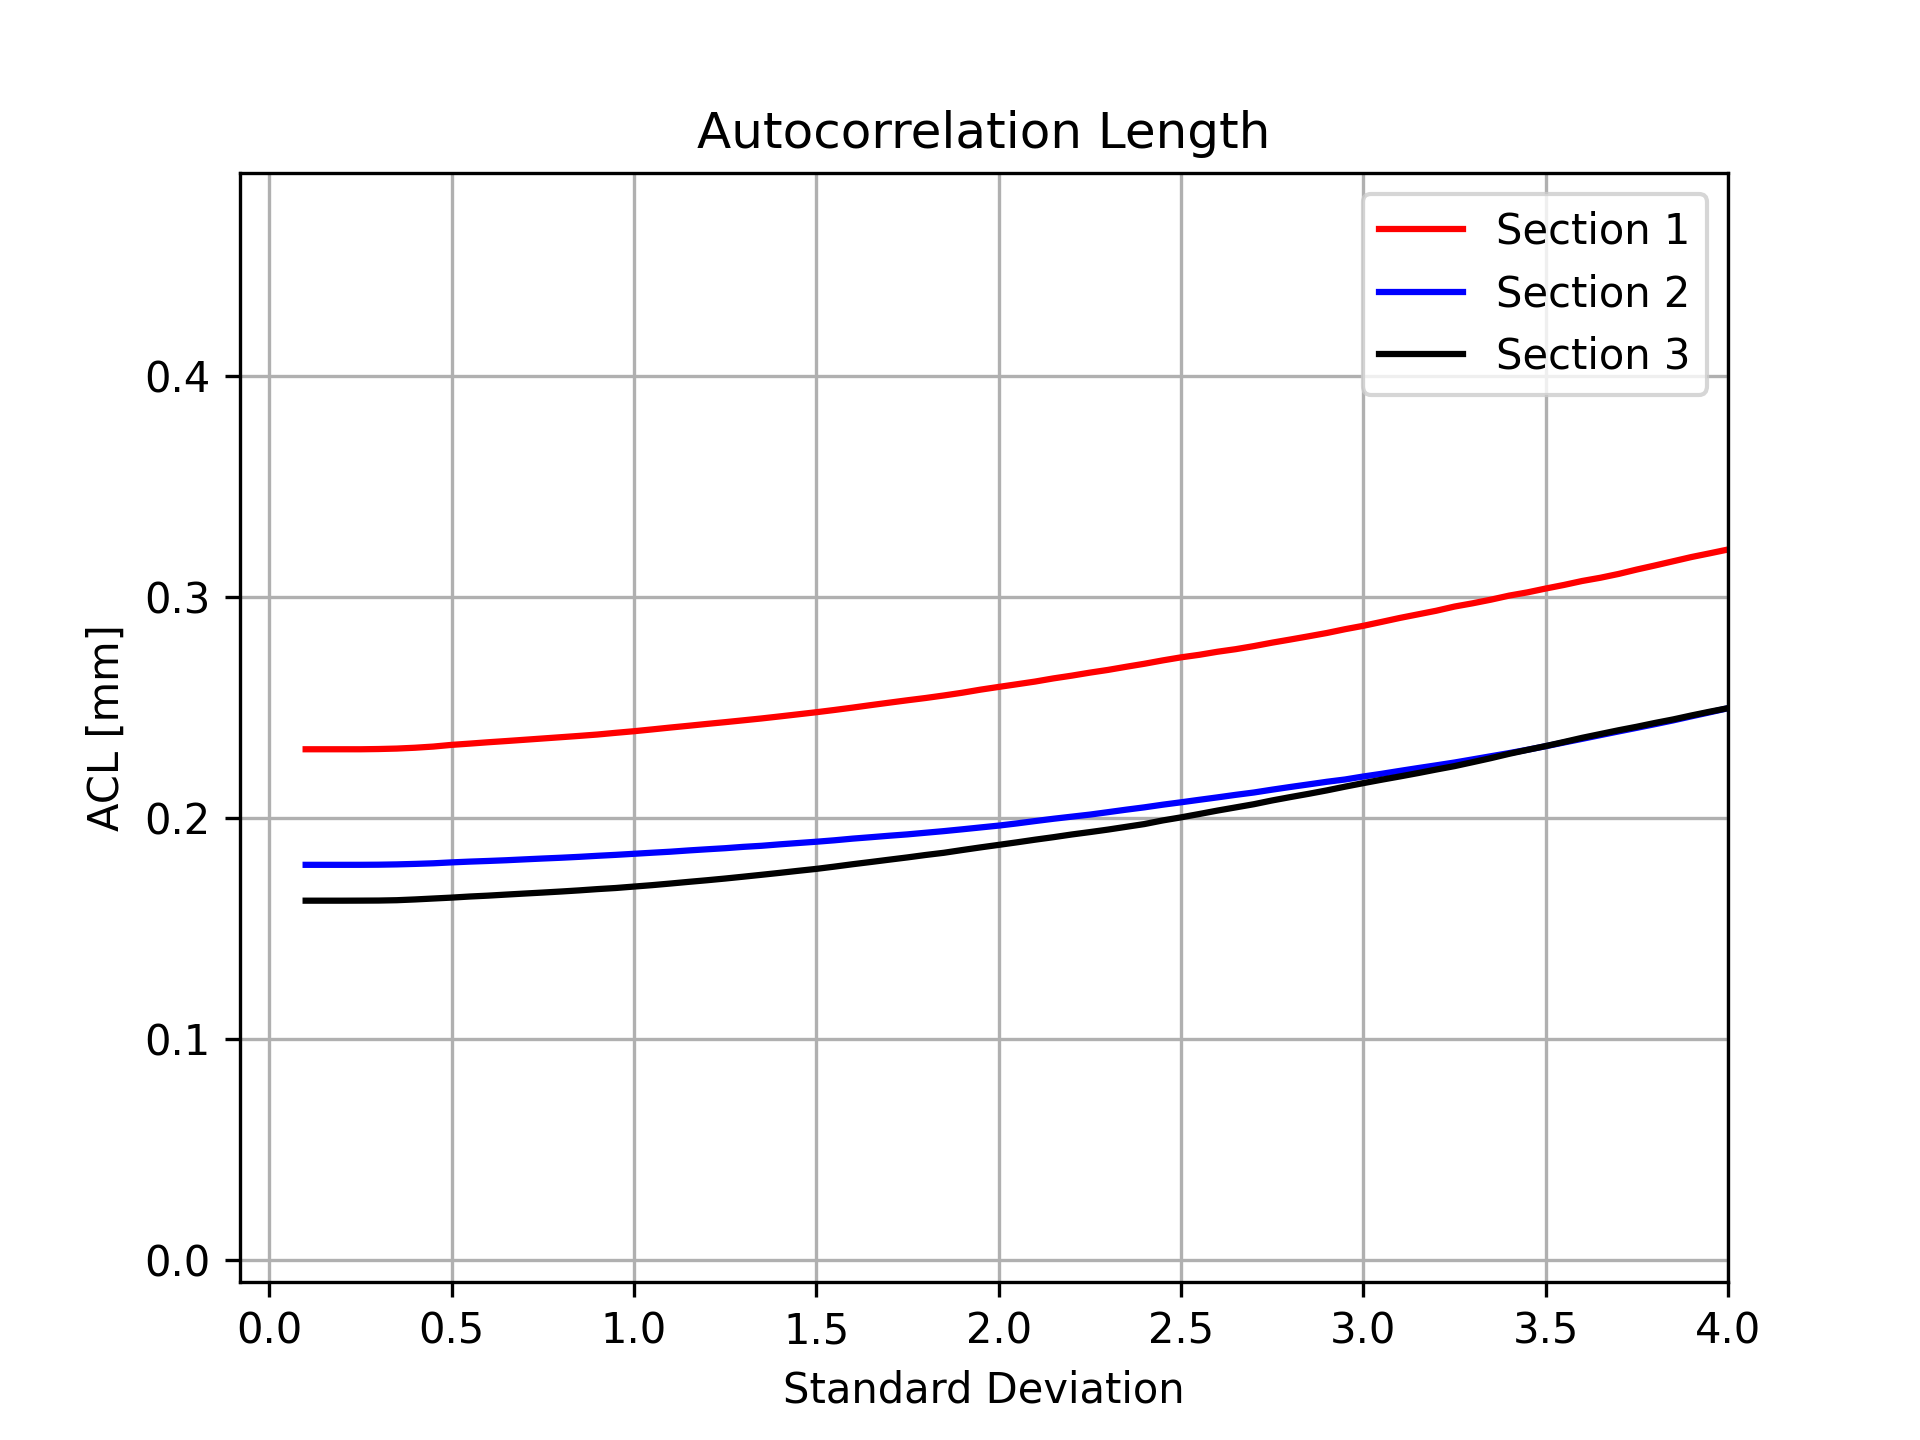 Autocorrelation Length
Section 1
Section 2
Section 3
ACL [mm]
0.4
0.3
0.2
0.1
0.0
0.0 0.5 1.0 1.5 2.0 2.5 3.0 3.5 4.0
Standard Deviation